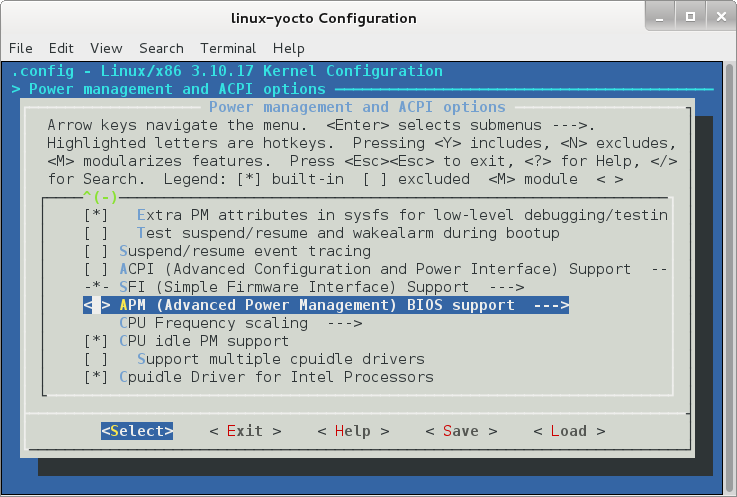 linux-yocto Configuration
File Edit View Search Terminal Help
.config - Linux/x86 3.10.17 Kernel Configuration
> Power management and ACPI options
Power management and ACPI options
Arrow keys navigate the menu. <Enter> selects submenus --->.
Highlighted letters are hotkeys. Pressing <Y> includes, <N> excludes,
<M> modularizes features. Press <Esc><Esc> to exit, <?> for Help, </>
for Search. Legend: [*] built-in [ ] excluded <M> module < >
^(-)
[*] Extra PM attributes in sysfs for low-level debugging/testin
[ ] Test suspend/resume and wakealarm during bootup
[ ] Suspend/resume event tracing
[ ] ACPI (Advanced Configuration and Power Interface) Support --
-*- SFI (Simple Firmware Interface) Support --->
< > APM (Advanced Power Management) BIOS support --->
CPU Frequency scaling --->
[*] CPU idle PM support
[ ] Support multiple cpuidle drivers
[*] Cpuidle Driver for Intel Processors
<Select> < Exit > < Help > < Save > < Load >